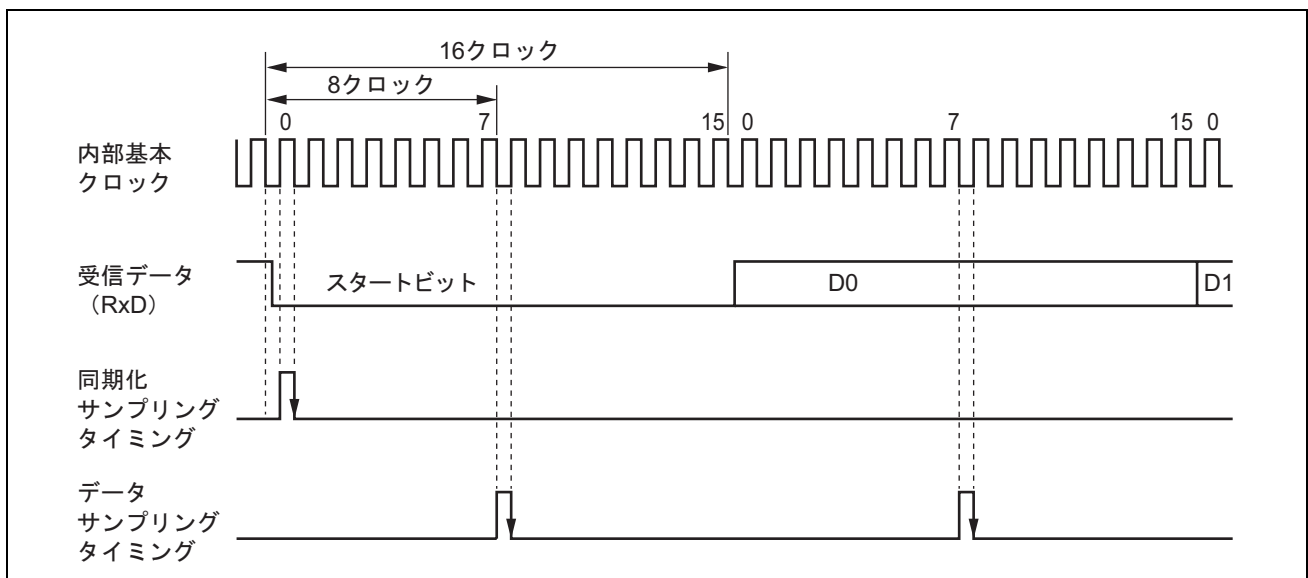 16クロック
8クロック
0 7 15 0 7 15 0
内部基本
クロック
受信データ
（RxD）
スタートビット D0 D1
同期化
サンプリング
タイミング
データ
サンプリング
タイミング